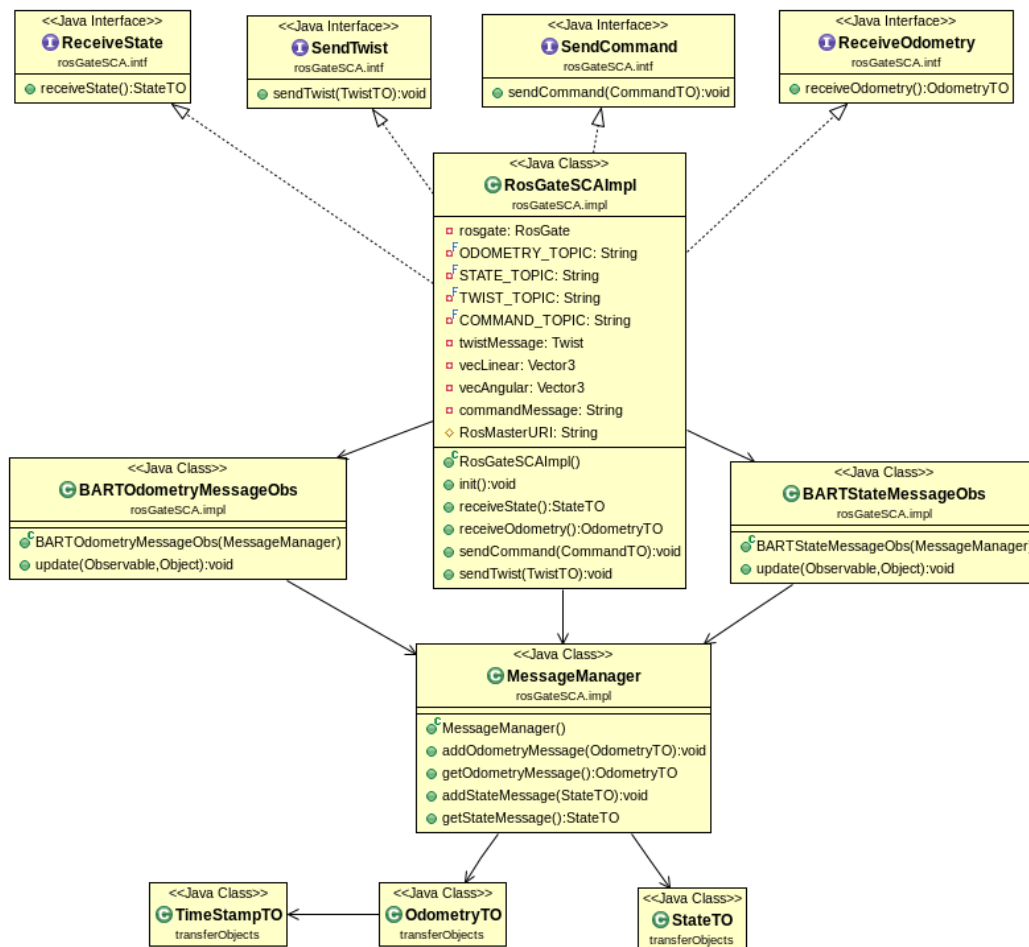 <<Java Interface>>
ReceiveState
rosGateSCA.intf
receiveState():StateTO
<<Java Interface>>
SendTwist
rosGateSCA.intf
sendTwist(TwistTO):void
<<Java Interface>>
SendCommand
rosGateSCA.intf
sendCommand(CommandTO):void
<<Java Interface>>
ReceiveOdometry
rosGateSCA.intf
receiveOdometry():OdometryTO
<<Java Class>>
RosGateSCAImpl
rosGateSCA.impl
rosgate: RosGate
ODOMETRY_TOPIC: String
STATE_TOPIC: String
TWIST_TOPIC: String
COMMAND_TOPIC: String
twistMessage: Twist
vecLinear: Vector3
vecAngular: Vector3
commandMessage: String
RosMasterURI: String
RosGateSCAImpl()
init():void
receiveState():StateTO
receiveOdometry():OdometryTO
sendCommand(CommandTO):void
sendTwist(TwistTO):void
<<Java Class>>
BARTOdometryMessageObs
rosGateSCA.impl
BARTOdometryMessageObs(MessageManager)
update(Observable,Object):void
<<Java Class>>
BARTStateMessageObs
rosGateSCA.impl
BARTStateMessageObs(MessageManager)
update(Observable,Object):void
<<Java Class>>
MessageManager
rosGateSCA.impl
MessageManager()
addOdometryMessage(OdometryTO):void
getOdometryMessage():OdometryTO
addStateMessage(StateTO):void
getStateMessage():StateTO
<<Java Class>>
TimeStampTO
transferObjects
<<Java Class>>
OdometryTO
transferObjects
<<Java Class>>
StateTO
transferObjects